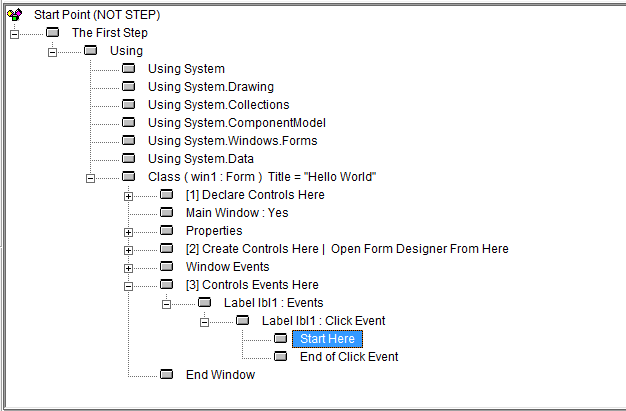 Start Point (NOT STEP)
The First Step
Using
Using System
Using System.Drawing
Using System.Collections
Using System.ComponentModel
Using System.Windows.Forms
Using System.Data
Class ( win1 : Form )  Title = "Hello World"
[1] Declare Controls Here
Main Window : Yes
Properties
[2] Create Controls Here |  Open Form Designer From Here
Window Events
[3] Controls Events Here
Label lbl1 : Events
Label lbl1 : Click Event
Start Here
End of Click Event
End Window